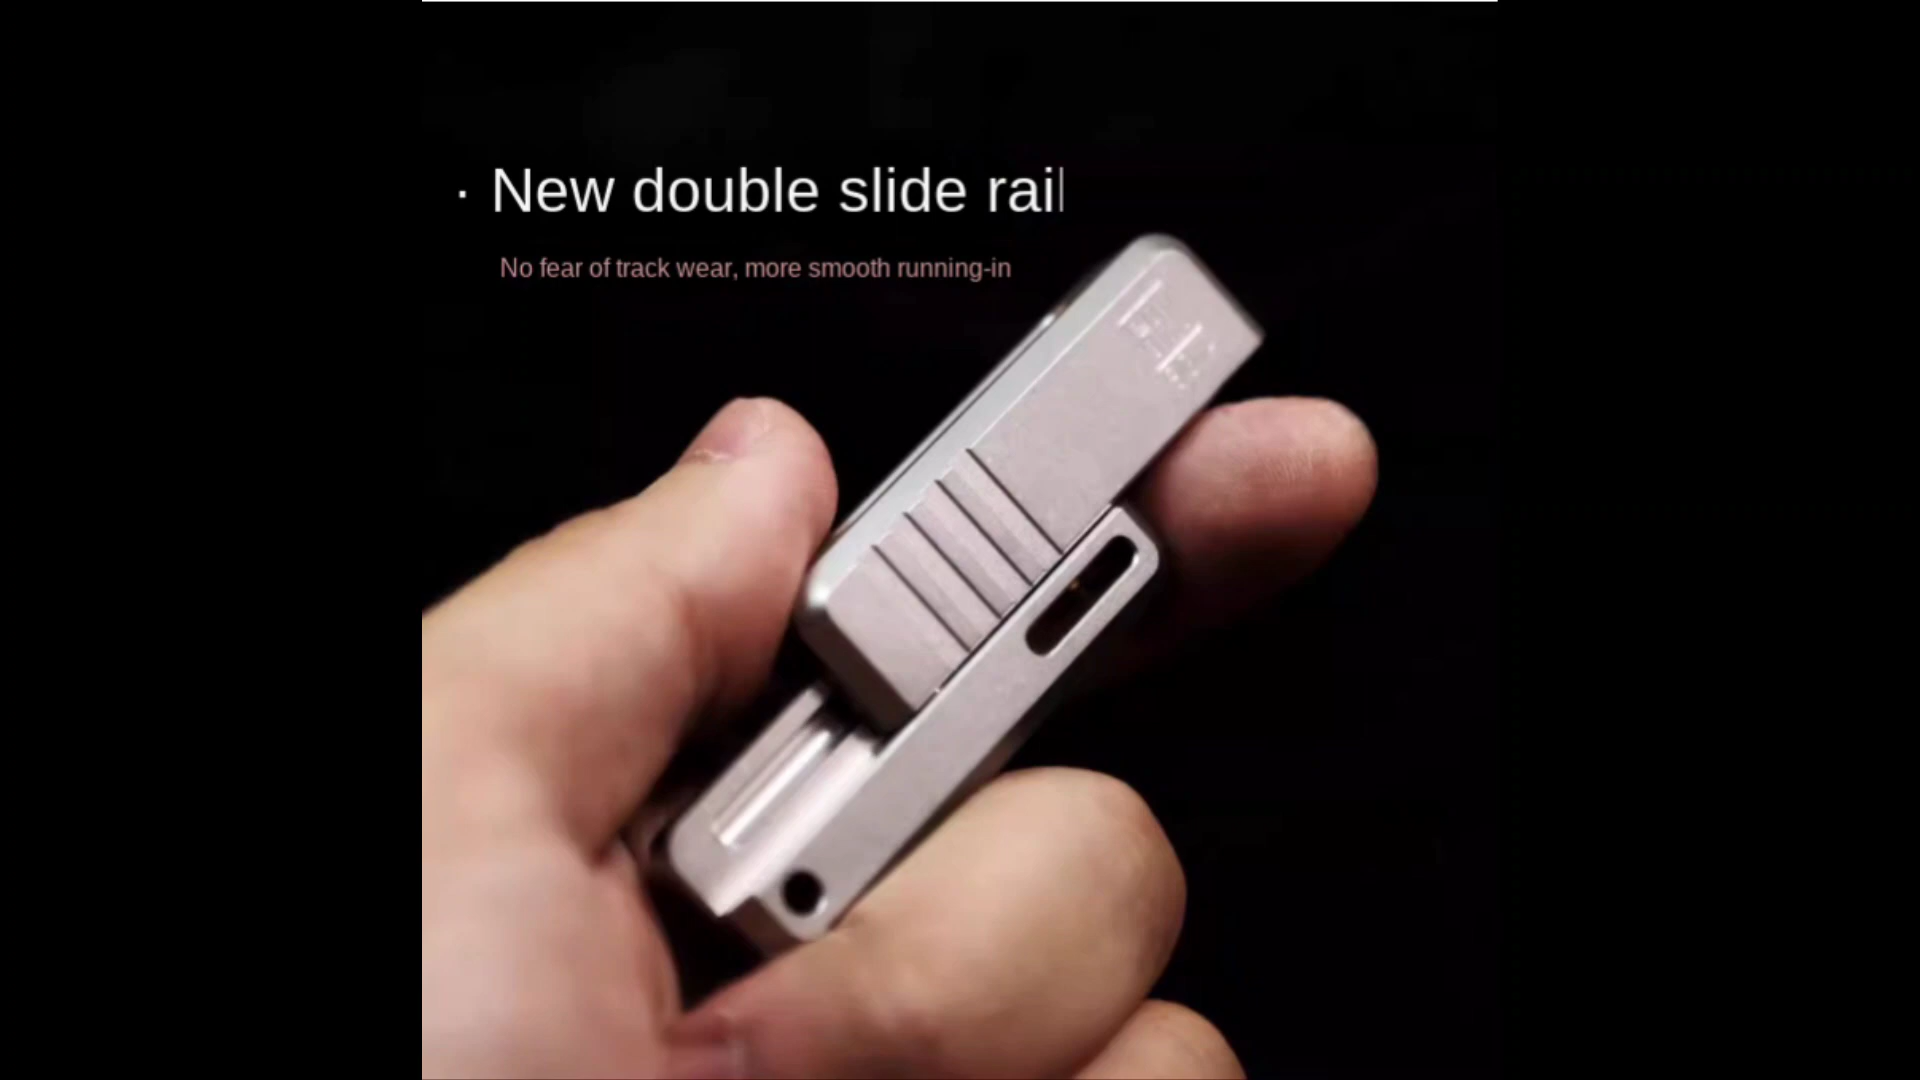 · New double slide rail
No fear of track wear, more smooth running-in